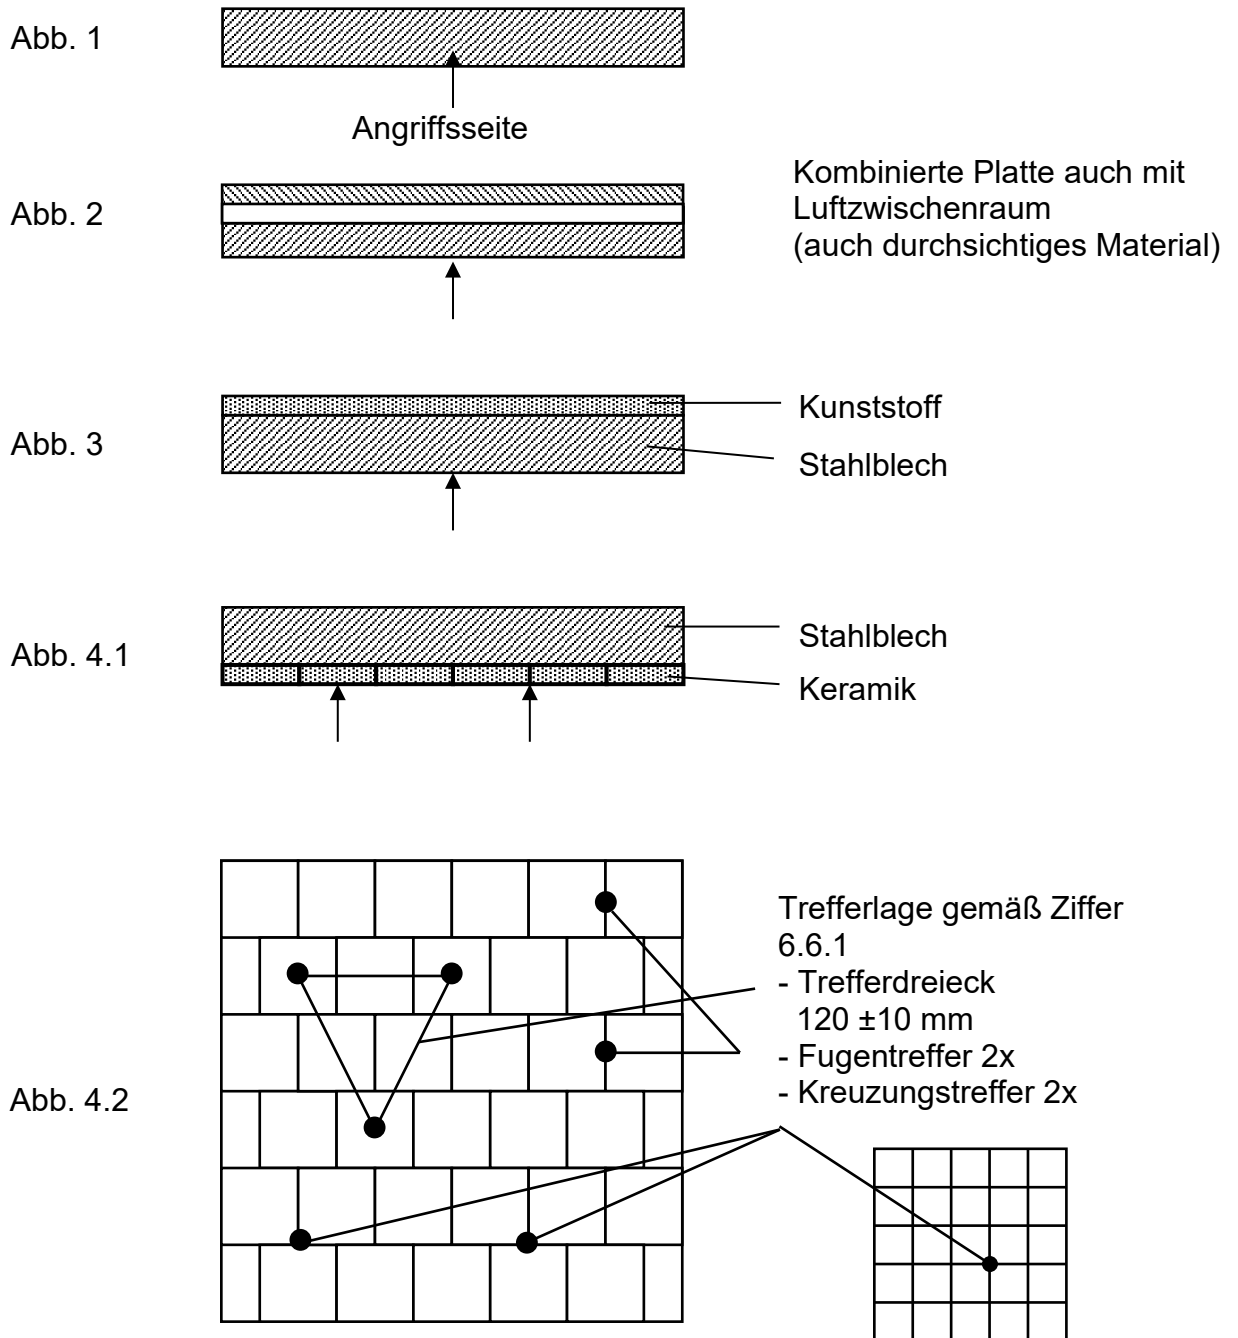 Abb. 1
Angriffsseite
Abb. 2
Kombinierte Platte auch mit
Luftzwischenraum
(auch durchsichtiges Material)
Abb. 3
Kunststoff
Stahlblech
Abb. 4.1
Stahlblech
Keramik
Abb. 4.2
Trefferlage gemäß Ziffer
6.6.1
- Trefferdreieck
120 ±10 mm
- Fugentreffer 2x
- Kreuzungstreffer 2x